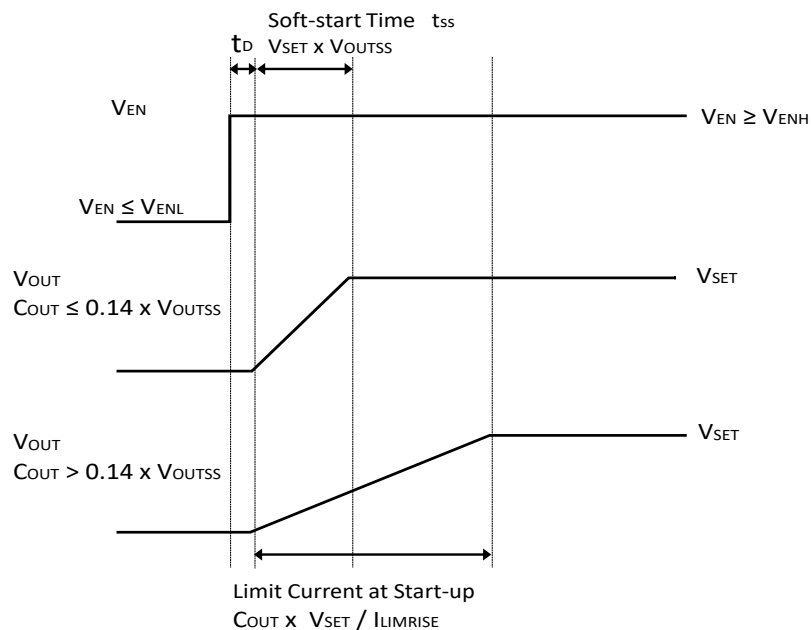 Soft-start Time tss
tD VSET x VOUTSS
VEN
VEN ≥ VENH
VEN ≤ VENL
VOUT
VSET
COUT ≤ 0.14 x VOUTSS
VOUT
VSET
COUT > 0.14 x VOUTSS
Limit Current at Start-up
COUT x VSET / ILIMRISE